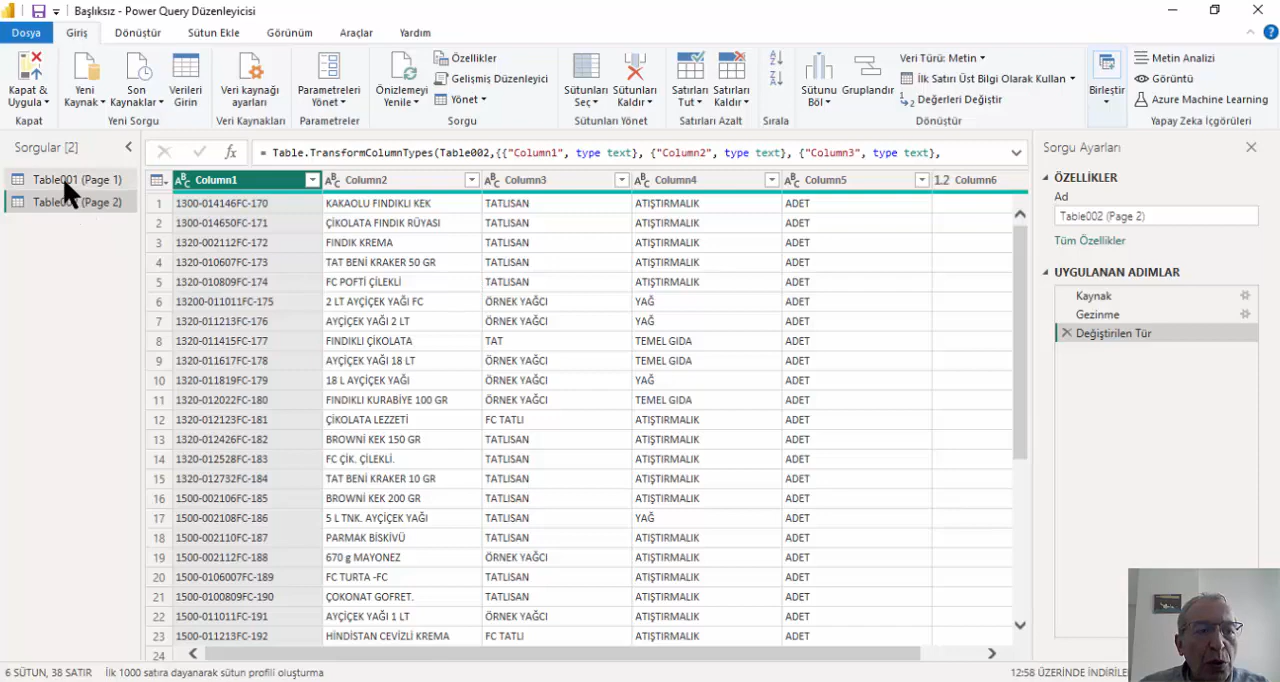 Başlıksız - Power Query Düzenleyicisi
Dosya Giriş Dönüştür Sütun Ekle Görünüm Araçlar Yardım
Kapat & Uygula
Yeni Kaynak
Son Kaynaklar
Verileri Girin
Veri kaynağı ayarları
Parametreleri Yönet
Önizlemeyi Yenile
Özellikler
Gelişmiş Düzenleyici
Yönet
Sütunları Seç
Sütunları Kaldır
Satırları Tut
Satırları Kaldır
Sütunu Böl
Gruplandır
Veri Türü: Metin
İlk Satırı Üst Bilgi Olarak Kullan
Değerleri Değiştir
Birleştir
Metin Analizi
Görüntü
Azure Machine Learning
Kapat Yeni Sorgu Veri Kaynakları Parametreler Sorgu Sütunları Yönet Satırları Azalt Sırala Dönüştür Yapay Zeka İçgörüleri
Sorgular [2]
Table001 (Page 1)
(Page 2)
fx = Table.TransformColumnTypes(Table002,{{"Column1", type text}, {"Column2", type text}, {"Column3", type text},
Column1 Column2 Column3 Column4 Column5 1.2 Column6
1 1300-014146FC-170 KAKAOLU FINDIKLI KEK TATLISAN ATIŞTIRMALIK ADET
2 1300-014650FC-171 ÇİKOLATA FINDIK RÜYASI TATLISAN ATIŞTIRMALIK ADET
3 1320-002112FC-172 FINDIK KREMA TATLISAN ATIŞTIRMALIK ADET
4 1320-010607FC-173 TAT BENİ KRAKER 50 GR TATLISAN ATIŞTIRMALIK ADET
5 1320-010809FC-174 FC POFTİ ÇİLEKLİ TATLISAN ATIŞTIRMALIK ADET
6 13200-011011FC-175 2 LT AYÇİÇEK YAĞI FC ÖRNEK YAĞCI YAĞ ADET
7 1320-011213FC-176 AYÇİÇEK YAĞI 2 LT ÖRNEK YAĞCI YAĞ ADET
8 1320-011415FC-177 FINDIKLI ÇİKOLATA TAT TEMEL GIDA ADET
9 1320-011617FC-178 AYÇİÇEK YAĞI 18 LT ÖRNEK YAĞCI TEMEL GIDA ADET
10 1320-011819FC-179 18 L AYÇİÇEK YAĞI ÖRNEK YAĞCI YAĞ ADET
11 1320-012022FC-180 FINDIKLI KURABİYE 100 GR ÖRNEK YAĞCI TEMEL GIDA ADET
12 1320-012123FC-181 ÇİKOLATA LEZZETİ FC TATLI ATIŞTIRMALIK ADET
13 1320-012426FC-182 BROWNİ KEK 150 GR TATLISAN ATIŞTIRMALIK ADET
14 1320-012528FC-183 FC ÇİK. ÇİLEKLİ. TATLISAN ATIŞTIRMALIK ADET
15 1320-012732FC-184 TAT BENİ KRAKER 10 GR TATLISAN ATIŞTIRMALIK ADET
16 1500-002106FC-185 BROWNİ KEK 200 GR TATLISAN ATIŞTIRMALIK ADET
17 1500-002108FC-186 5 L TNK. AYÇİÇEK YAĞI TATLISAN YAĞ ADET
18 1500-002110FC-187 PARMAK BİSKİVÜ TATLISAN ATIŞTIRMALIK ADET
19 1500-002112FC-188 670 g MAYONEZ ÖRNEK YAĞCI ATIŞTIRMALIK ADET
20 1500-0106007FC-189 FC TURTA -FC TATLISAN ATIŞTIRMALIK ADET
21 1500-0100809FC-190 ÇOKONAT GOFRET. TATLISAN ATIŞTIRMALIK ADET
22 1500-011011FC-191 AYÇİÇEK YAĞI 1 LT ÖRNEK YAĞCI ATIŞTIRMALIK ADET
23 1500-011213FC-192 HİNDİSTAN CEVİZLİ KREMA FC TATLI ATIŞTIRMALIK ADET
24
Sorgu Ayarları
ÖZELLİKLER
Ad
Table002 (Page 2)
Tüm Özellikler
UYGULANAN ADIMLAR
Kaynak
Gezinme
Değiştirilen Tür
6 SÜTUN, 38 SATIR İlk 1000 satıra dayanarak sütun profili oluşturma 12:58 ÜZERİNDE